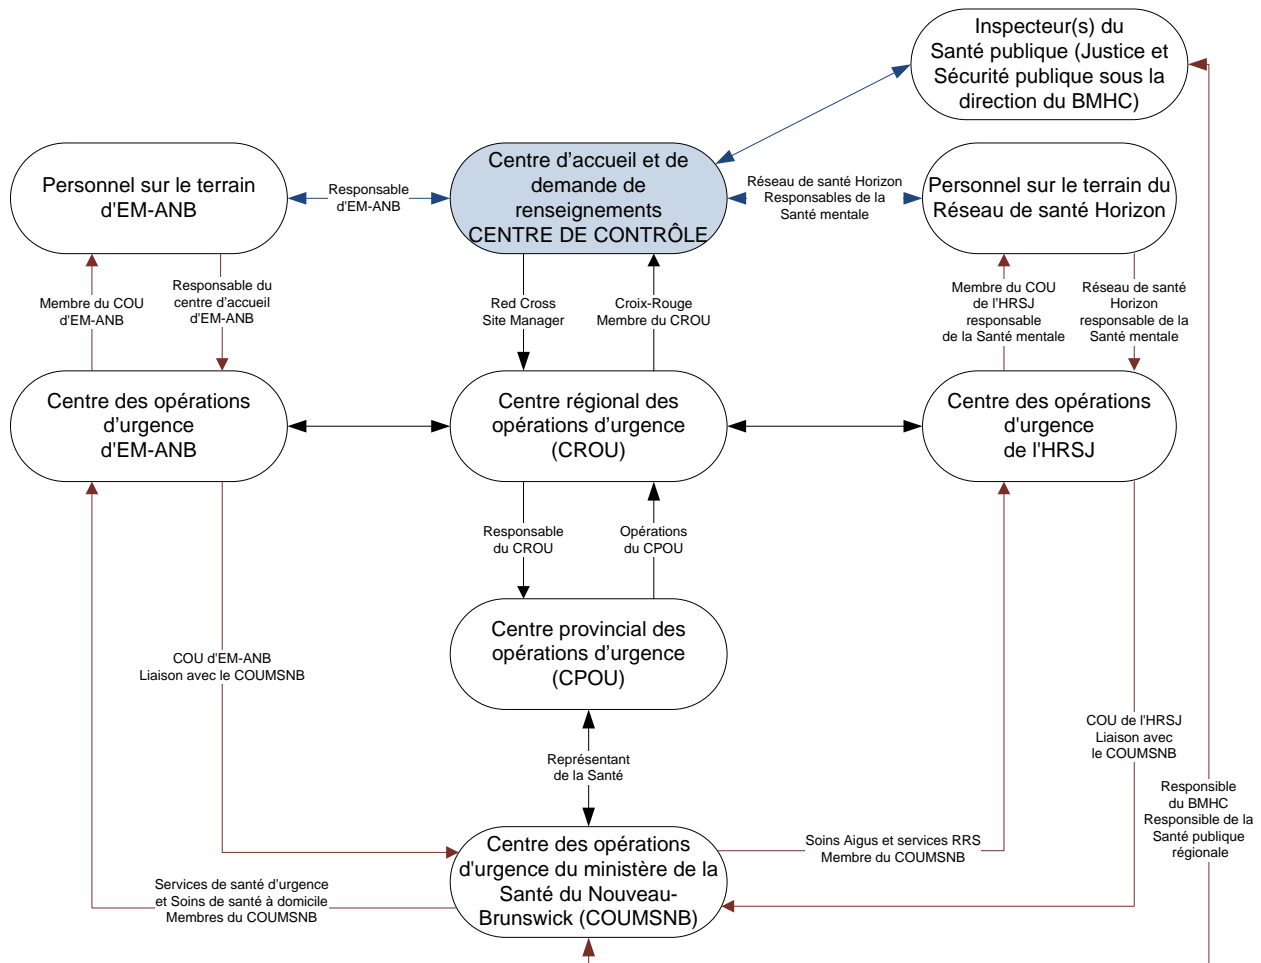 Inspecteur(s) du
Santé publique (Justice et
Sécurité publique sous la
direction du BMHC)
Personnel sur le terrain
d'EM-ANB
Responsable
d'EM-ANB
Centre d'accueil et de
demande de
renseignements
CENTRE DE CONTRÔLE
Réseau de santé Horizon
Responsables de la
Santé mentale
Personnel sur le terrain du
Réseau de santé Horizon
Membre du COU
d'EM-ANB
Responsable du
centre d'accueil
d'EM-ANB
Red Cross
Site Manager
Croix-Rouge
Membre du CROU
Membre du COU
de l'HRSJ
responsable
de la Santé mentale
Réseau de santé
Horizon
responsable de la
Santé mentale
Centre des opérations
d'urgence
d'EM-ANB
Centre régional des
opérations d'urgence
(CROU)
Centre des opérations
d'urgence
de l'HRSJ
Responsable
du CROU
Opérations
du CPOU
Centre provincial des
opérations d'urgence
(CPOU)
COU d'EM-ANB
Liaison avec le COUMSNB
COU de l'HRSJ
Liaison avec
le COUMSNB
Représentant
de la Santé
Responsible
du BMHC
Responsible de la
Santé publique
régionale
Centre des opérations
d'urgence du ministère de la
Santé du Nouveau-
Brunswick (COUMSNB)
Soins Aigus et services RRS
Membre du COUMSNB
Services de santé d'urgence
et Soins de santé à domicile
Membres du COUMSNB